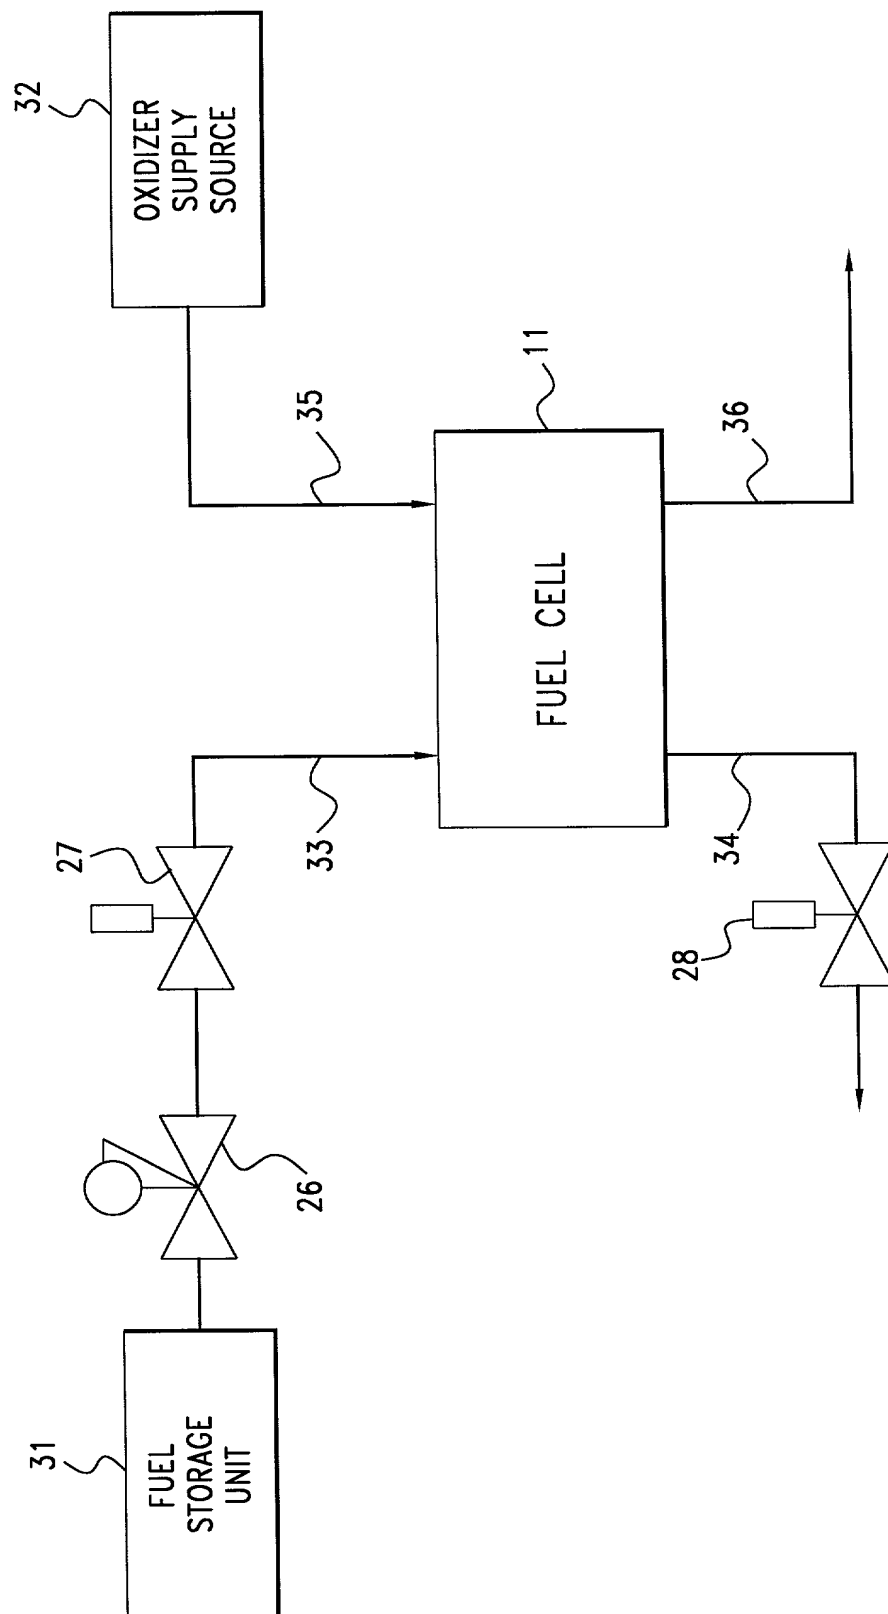 31
FUEL
STORAGE
UNIT
26
27
33
35
32
OXIDIZER
SUPPLY
SOURCE
FUEL CELL
11
28
34
36